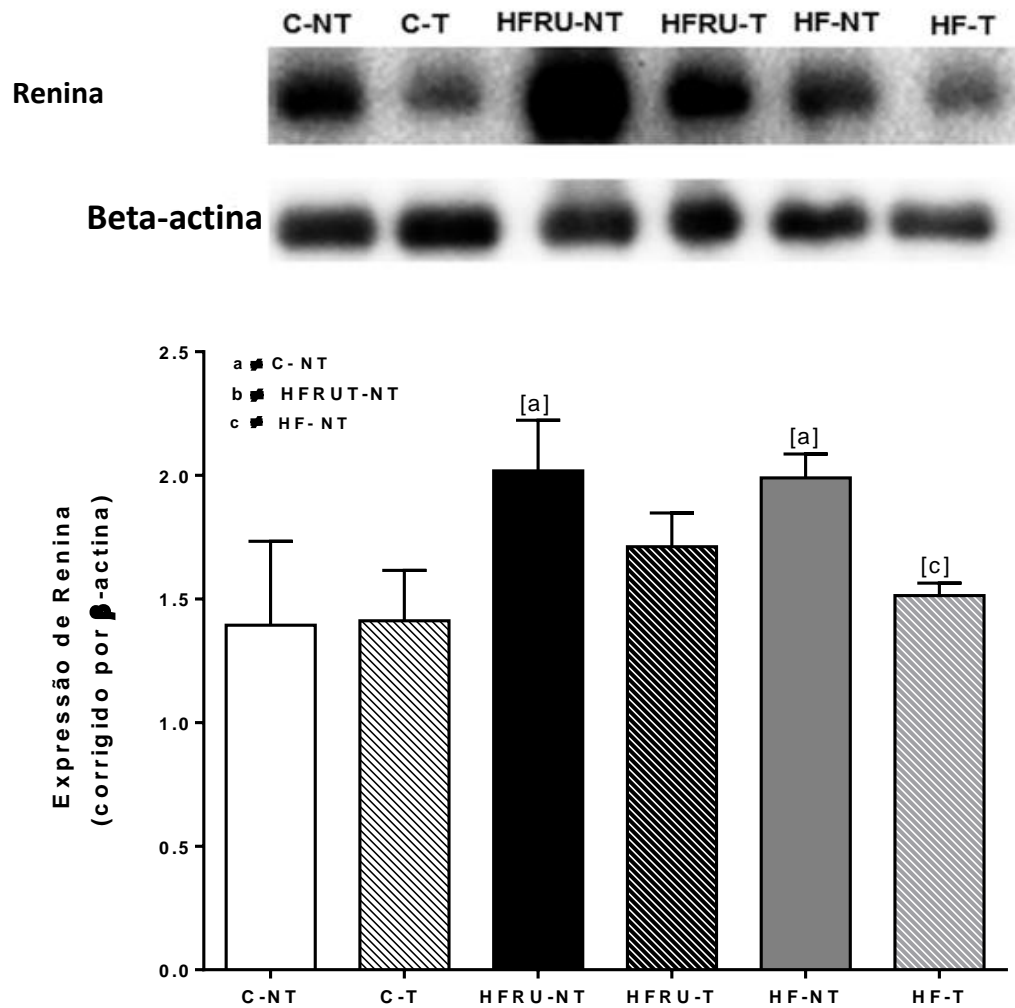 C-NT C-T HFRU-NT HFRU-T HF-NT HF-T
Renina
Beta-actina
a ≠ C-NT
b ≠ HFRUT-NT
c ≠ HF-NT
[a] [a] [c]
Expressão de Renina
(corrigido por β-actina)
2.5
2.0
1.5
1.0
0.5
0.0
C-NT C-T HFRU-NT HFRU-T HF-NT HF-T